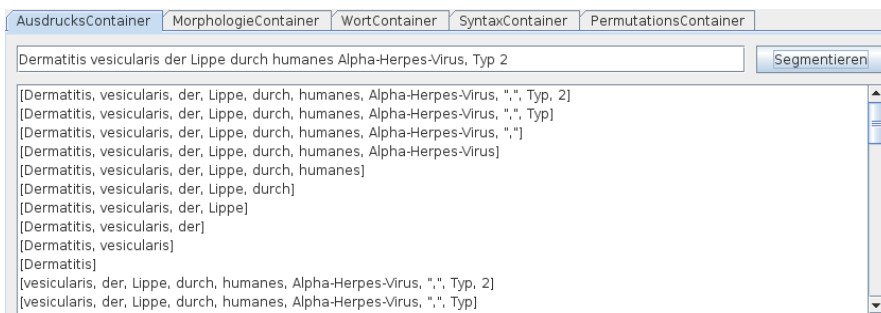 AusdrucksContainer MorphologieContainer WortContainer SyntaxContainer PermutationsContainer
Dermatitis vesicularis der Lippe durch humanes Alpha-Herpes-Virus, Typ 2 Segmentieren
[Dermatitis, vesicularis, der, Lippe, durch, humanes, Alpha-Herpes-Virus, ",", Typ, 2]
[Dermatitis, vesicularis, der, Lippe, durch, humanes, Alpha-Herpes-Virus, ",", Typ]
[Dermatitis, vesicularis, der, Lippe, durch, humanes, Alpha-Herpes-Virus, ","]
[Dermatitis, vesicularis, der, Lippe, durch, humanes, Alpha-Herpes-Virus]
[Dermatitis, vesicularis, der, Lippe, durch, humanes]
[Dermatitis, vesicularis, der, Lippe, durch]
[Dermatitis, vesicularis, der, Lippe]
[Dermatitis, vesicularis, der]
[Dermatitis, vesicularis]
[Dermatitis]
[vesicularis, der, Lippe, durch, humanes, Alpha-Herpes-Virus, ",", Typ, 2]
[vesicularis, der, Lippe, durch, humanes, Alpha-Herpes-Virus, ",", Typ]